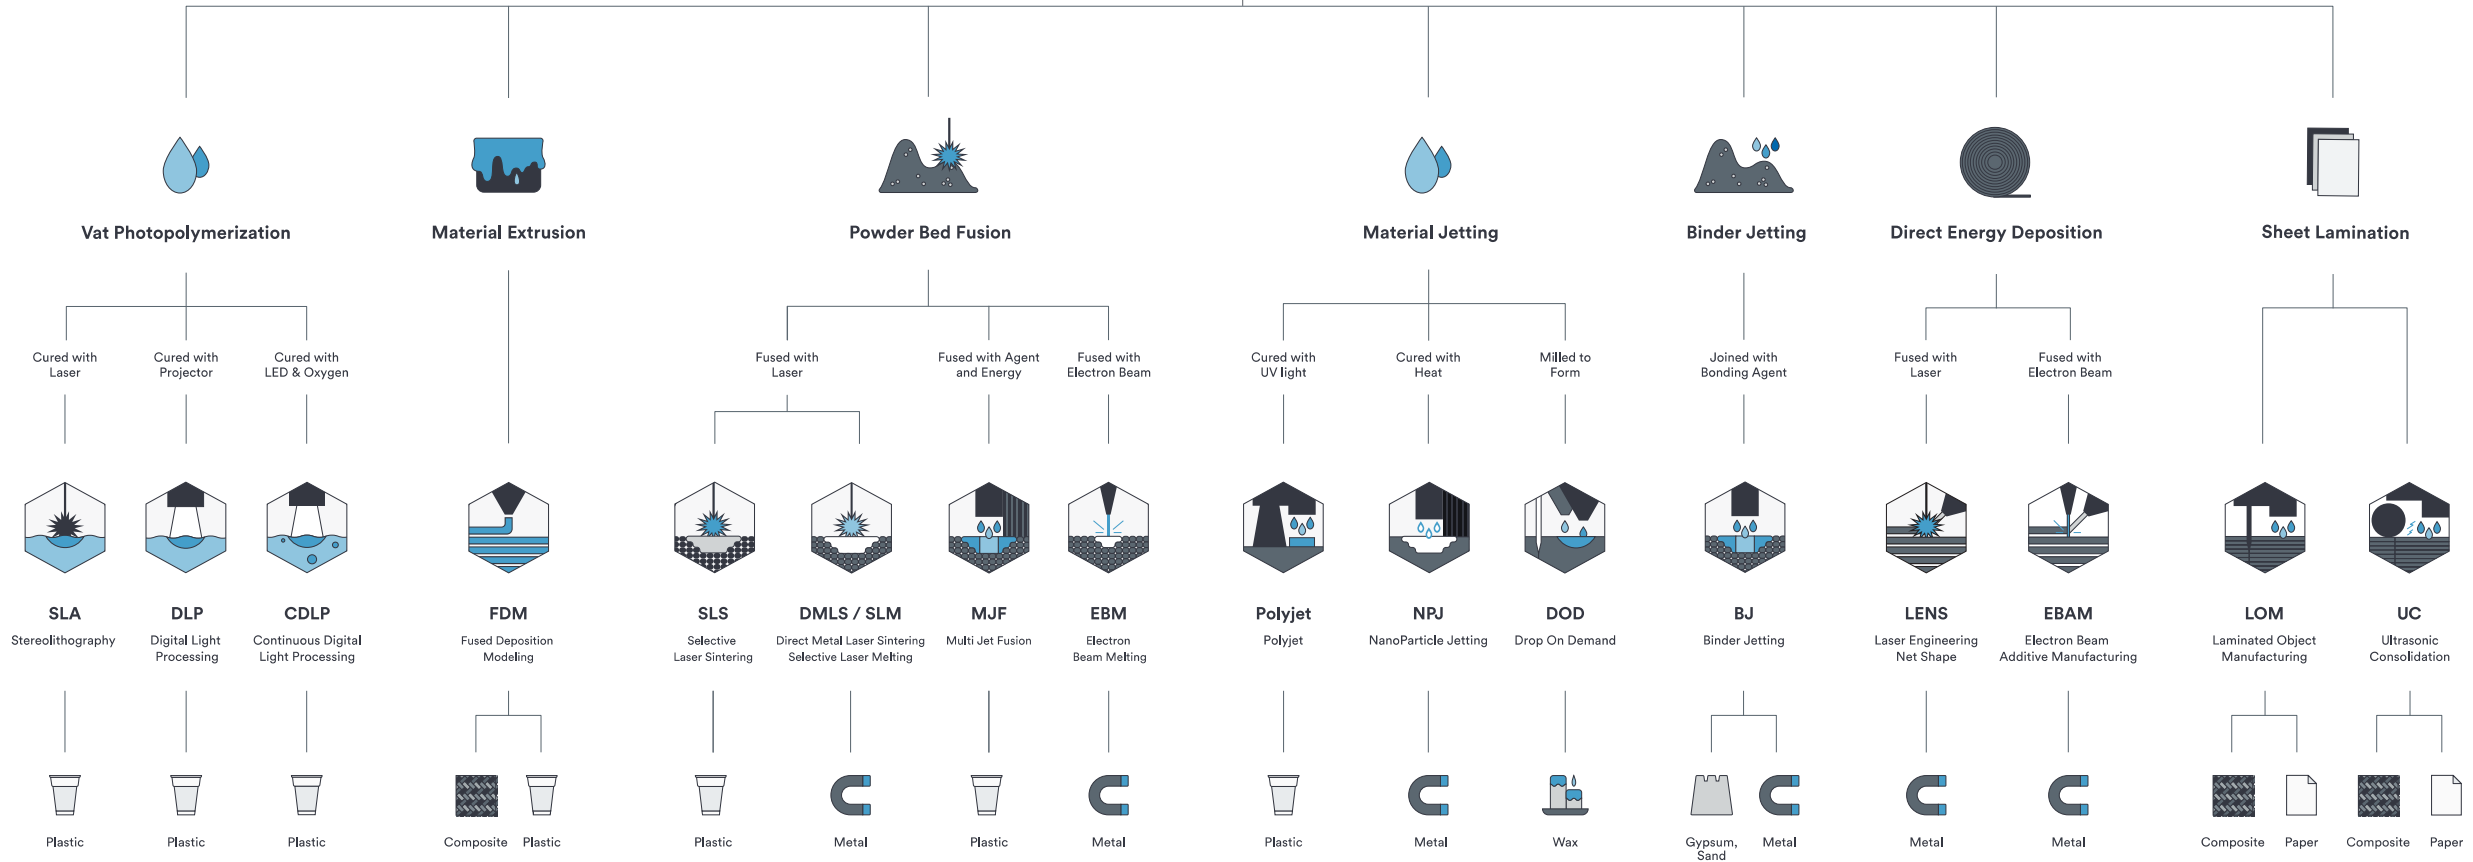 Vat Photopolymerization
Material Extrusion
Powder Bed Fusion
Material Jetting
Binder Jetting
Direct Energy Deposition
Sheet Lamination
Cured with
Laser
Cured with
Projector
Cured with
LED & Oxygen
Fused with
Laser
Fused with Agent
and Energy
Fused with
Electron Beam
Cured with
UV light
Cured with
Heat
Milled to
Form
Joined with
Bonding Agent
Fused with
Laser
Fused with
Electron Beam
SLA
Stereolithography
DLP
Digital Light
Processing
CDLP
Continuous Digital
Light Processing
FDM
Fused Deposition
Modeling
SLS
Selective
Laser Sintering
DMLS / SLM
Direct Metal Laser Sintering
Selective Laser Melting
MJF
Multi Jet Fusion
EBM
Electron
Beam Melting
Polyjet
Polyjet
NPJ
NanoParticle Jetting
DOD
Drop On Demand
BJ
Binder Jetting
LENS
Laser Engineering
Net Shape
EBAM
Electron Beam
Additive Manufacturing
LOM
Laminated Object
Manufacturing
UC
Ultrasonic
Consolidation
Plastic
Plastic
Plastic
Composite
Plastic
Plastic
Metal
Plastic
Metal
Plastic
Metal
Wax
Gypsum,
Sand
Metal
Metal
Metal
Composite
Paper
Composite
Paper